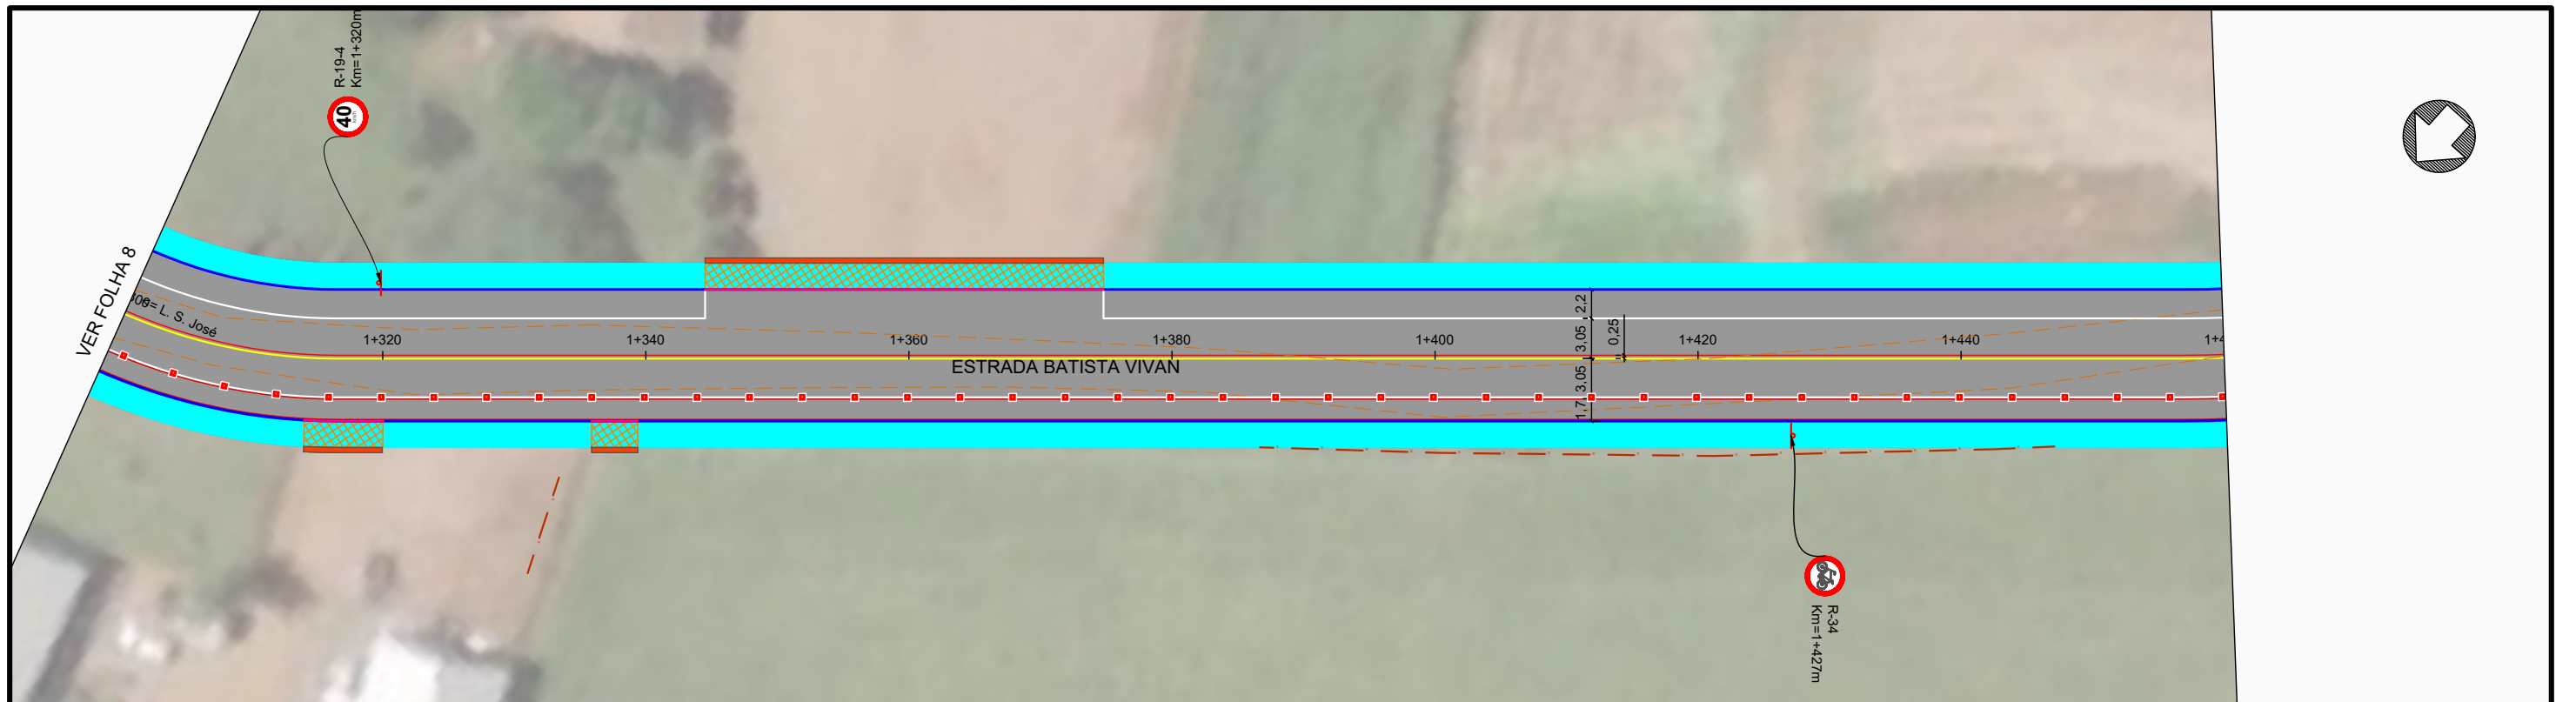 R-19-4
Km=1+320m
40
km/h
VER FOLHA 8
= L. S. José
1+320
1+340
1+360
1+380
1+400
1+420
1+440
ESTRADA BATISTA VIVAN
2,2
3,05
0,25
3,05
1,7
R-34
Km=1+427m